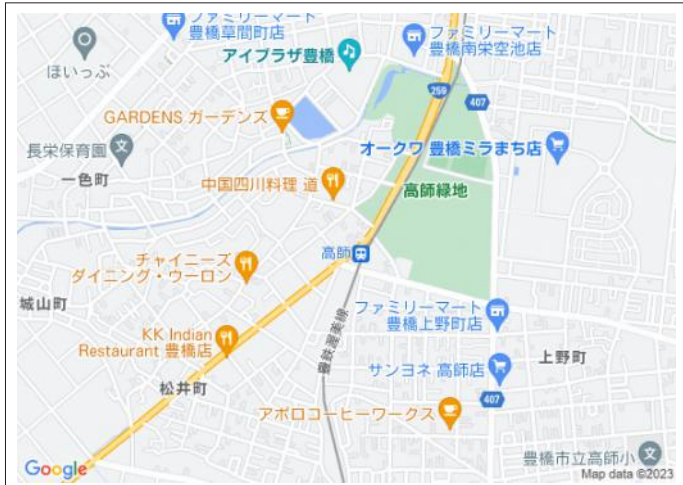 ファミリーマート
豊橋草間町店
ファミリーマート
豊橋南栄空池店
ほいっぷ
アイプラザ豊橋
259
407
GARDENS ガーデンズ
長栄保育園
オークワ 豊橋ミラまち店
一色町
中国四川料理 道
高師緑地
高師
チャイニーズ
ダイニング・ウーロン
城山町
ファミリーマート
豊橋上野町店
KK Indian
Restaurant 豊橋店
豊鉄渥美線
上野町
サンヨネ 高師店
松井町
407
アポロコーヒーワークス
豊橋市立高師小
Google
Map data ©2023